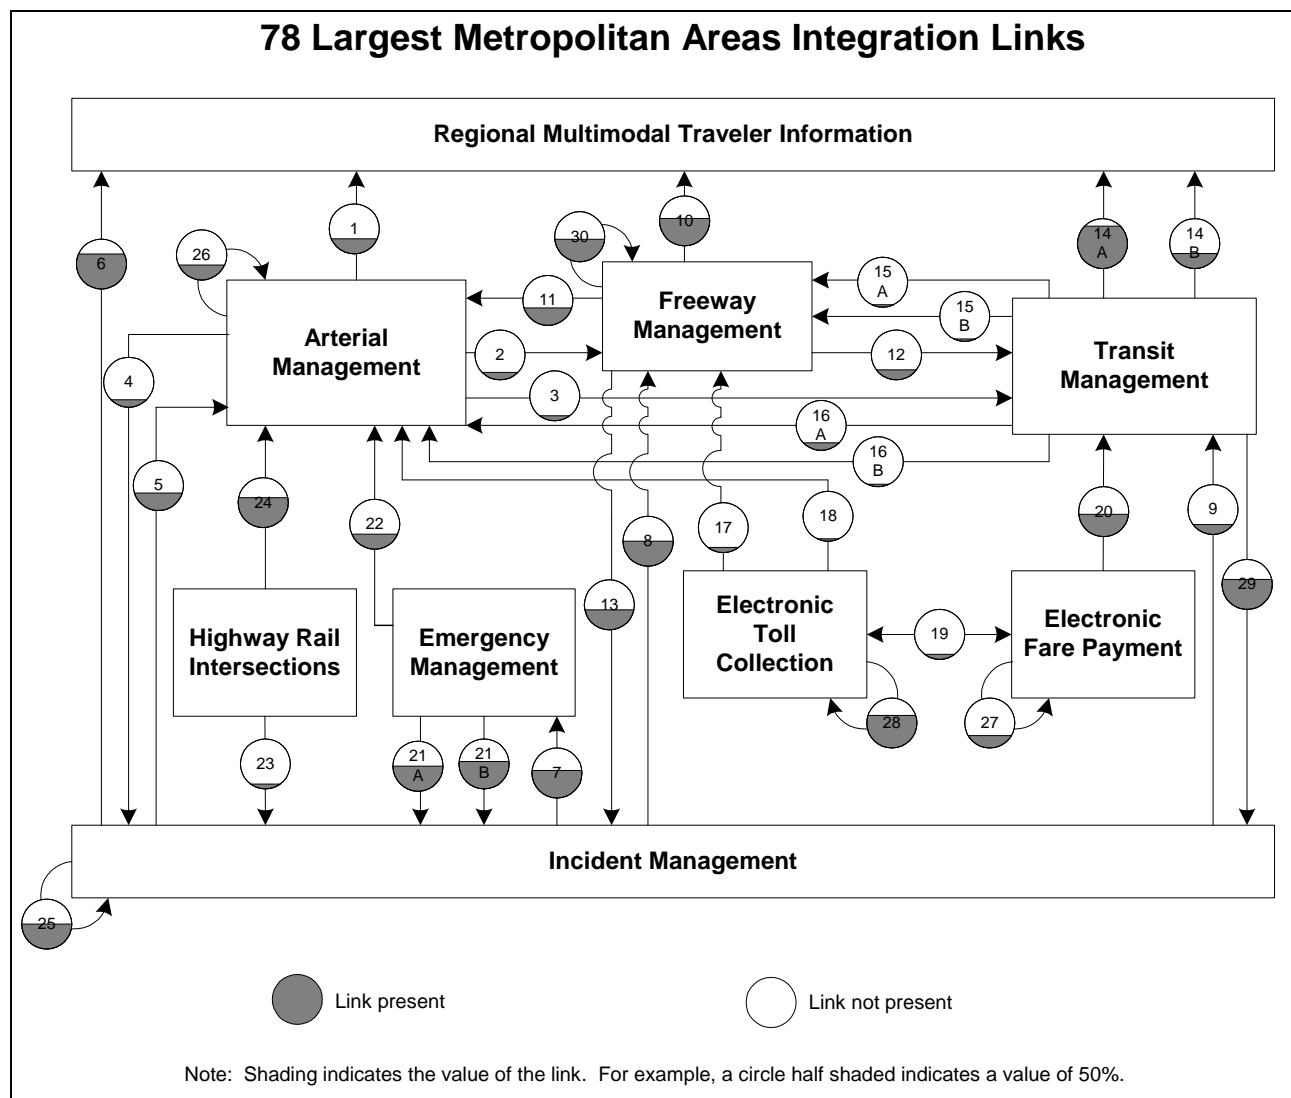 78 Largest Metropolitan Areas Integration Links
Regional Multimodal Traveler Information
1
10
14
A
14
B
6
26
30
15
A
15
B
11
Freeway
Management
Arterial
Management
2
12
Transit
Management
4
3
16
A
16
B
5
24
22
8
17
18
20
9
29
13
Highway Rail
Intersections
Emergency
Management
Electronic
Toll
Collection
19
Electronic
Fare Payment
28
27
23
21
A
21
B
7
Incident Management
25
Link present
Link not present
Note:  Shading indicates the value of the link.  For example, a circle half shaded indicates a value of 50%.